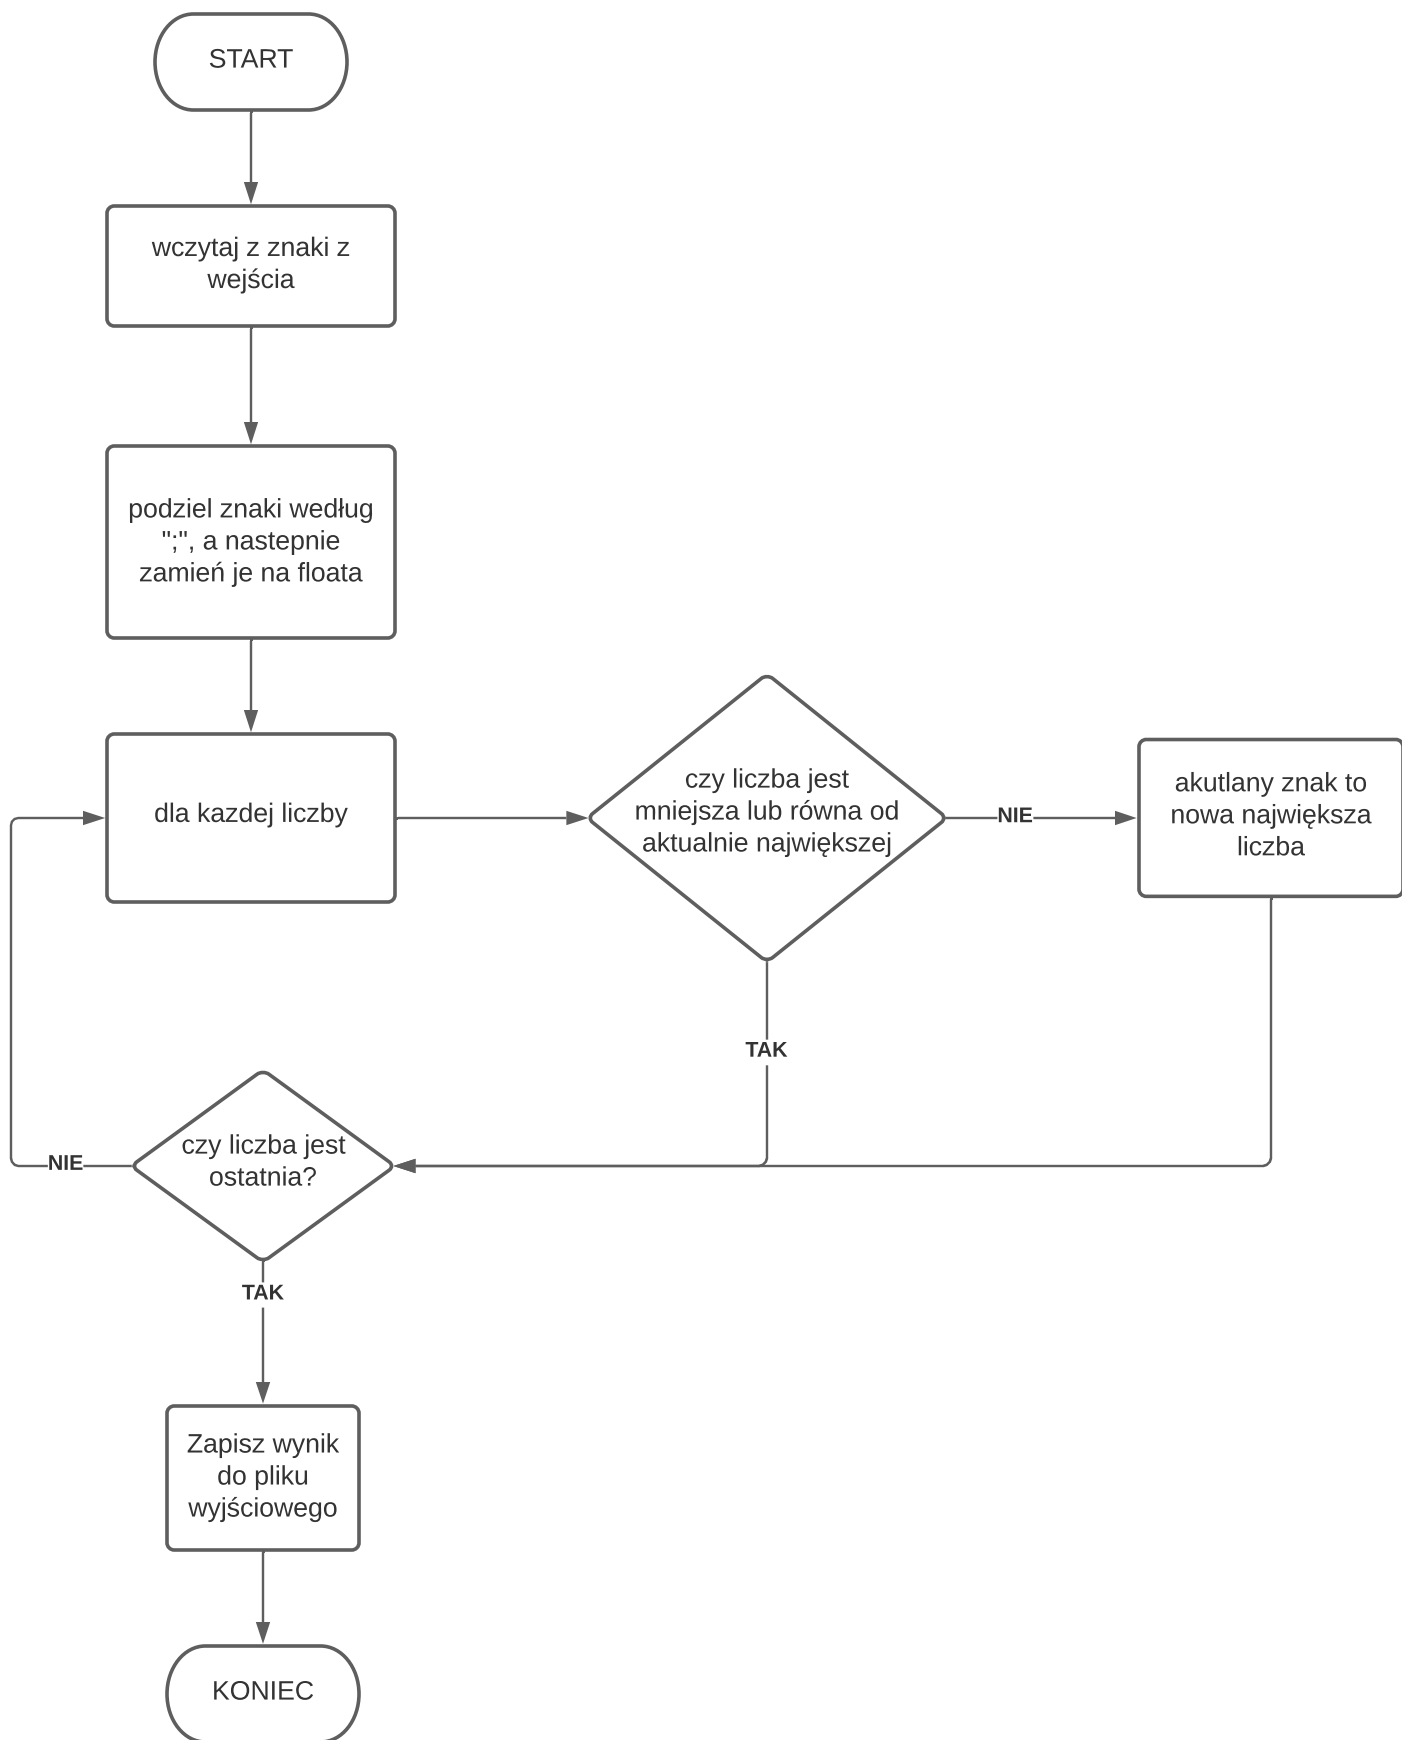 START
wczytaj z znaki z
wejścia
podziel znaki według
";", a nastepnie
zamień je na floata
dla kazdej liczby
czy liczba jest
mniejsza lub równa od
aktualnie największej
NIE
akutlany znak to
nowa największa
liczba
TAK
czy liczba jest
ostatnia?
NIE
TAK
Zapisz wynik
do pliku
wyjściowego
KONIEC